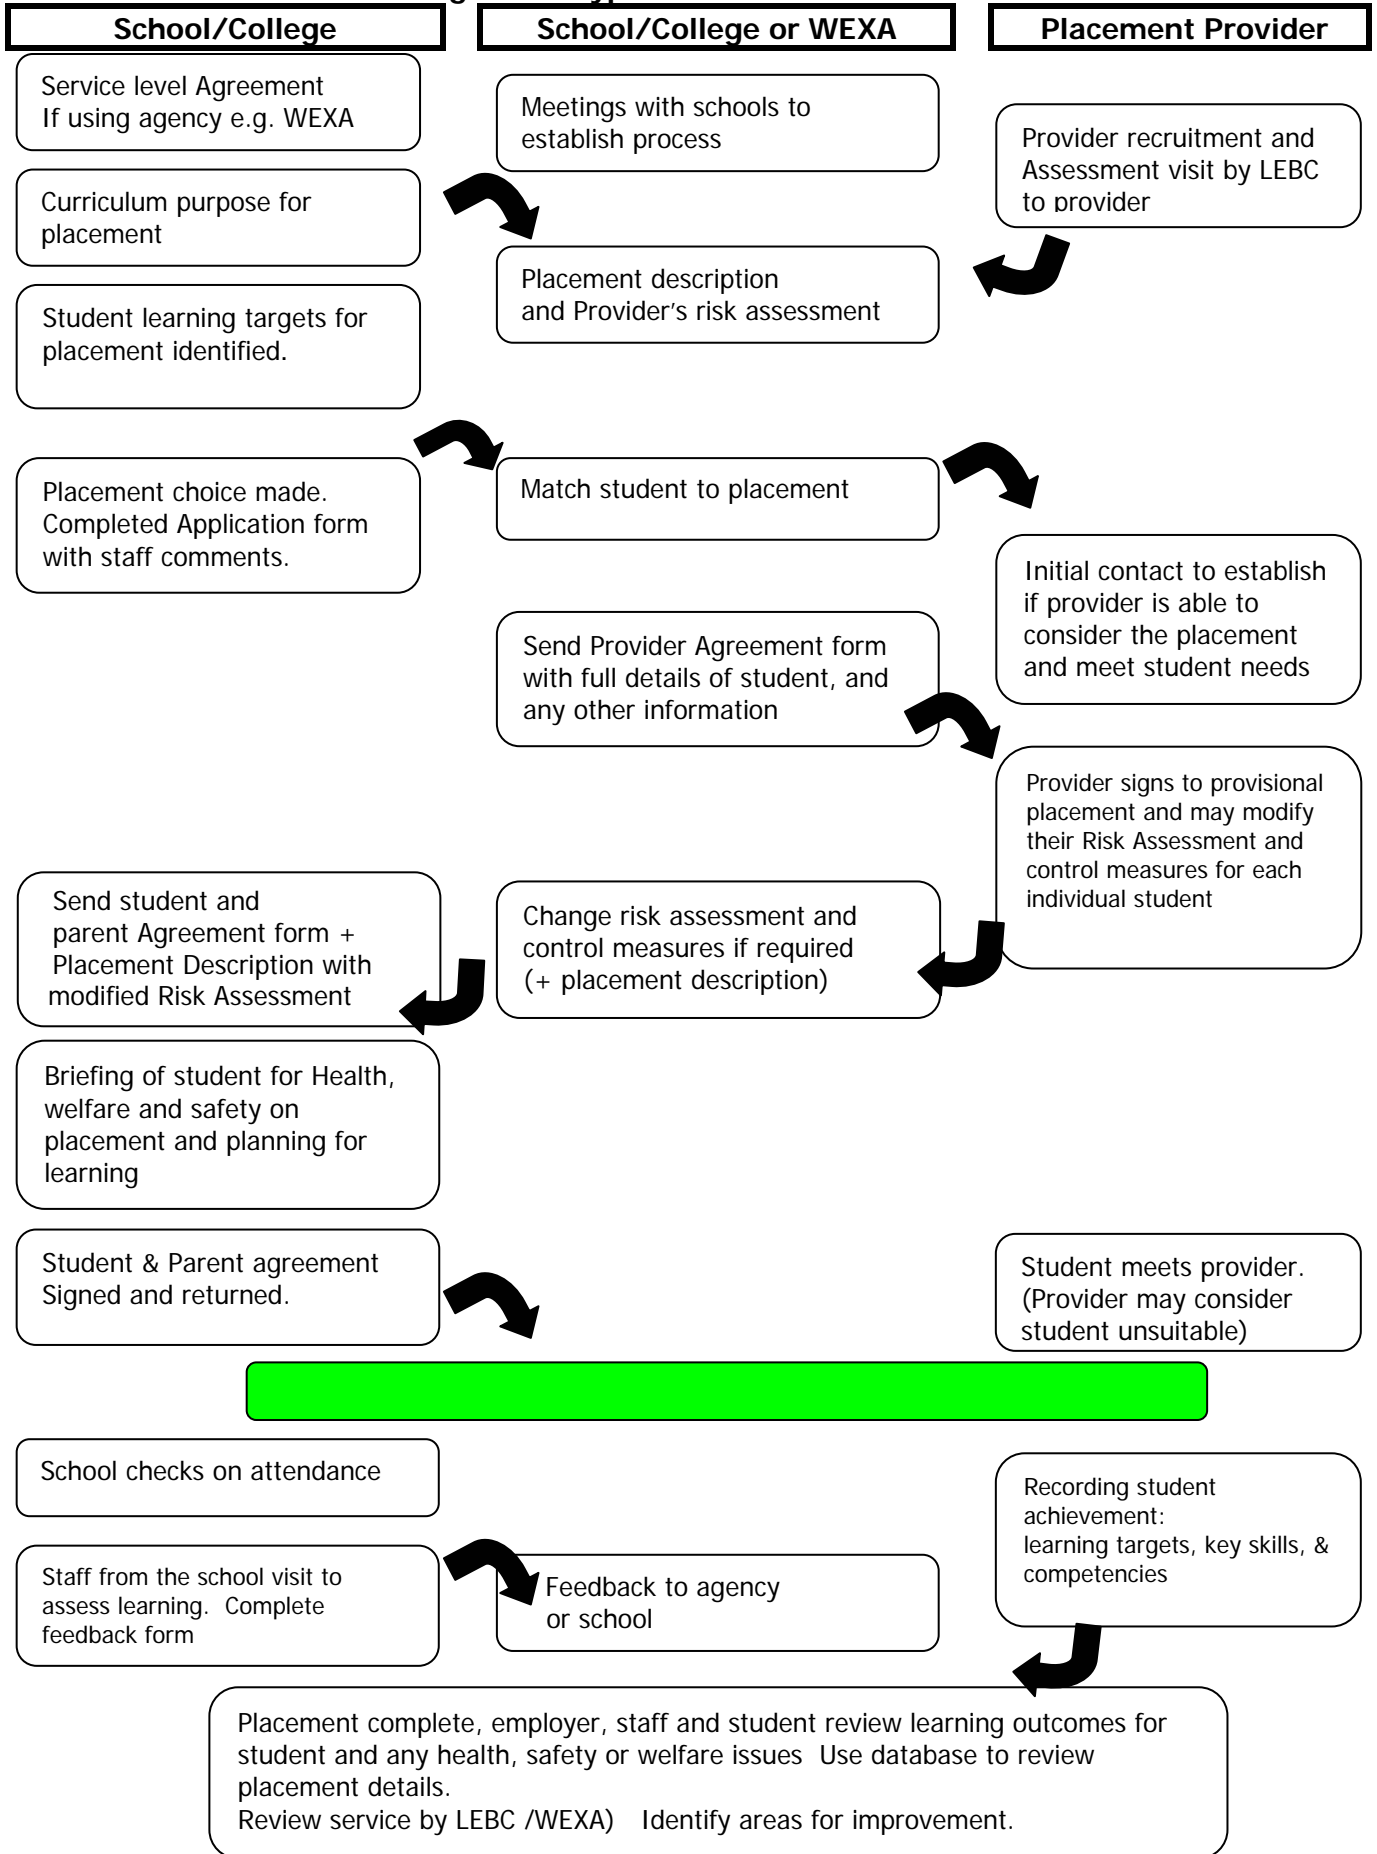 School/College
School/College or WEXA
Placement Provider
Service level Agreement
If using agency e.g. WEXA
Meetings with schools to
establish process
Provider recruitment and
Assessment visit by LEBC
to provider
Curriculum purpose for
placement
Placement description
and Provider's risk assessment
Student learning targets for
placement identified.
Placement choice made.
Completed Application form
with staff comments.
Match student to placement
Initial contact to establish
if provider is able to
consider the placement
and meet student needs
Send Provider Agreement form
with full details of student, and
any other information
Provider signs to provisional
placement and may modify
their Risk Assessment and
control measures for each
individual student
Send student and
parent Agreement form +
Placement Description with
modified Risk Assessment
Change risk assessment and
control measures if required
(+ placement description)
Briefing of student for Health,
welfare and safety on
placement and planning for
learning
Student & Parent agreement
Signed and returned.
Student meets provider.
(Provider may consider
student unsuitable)
School checks on attendance
Recording student
achievement:
learning targets, key skills, &
competencies
Staff from the school visit to
assess learning.  Complete
feedback form
Feedback to agency
or school
Placement complete, employer, staff and student review learning outcomes for
student and any health, safety or welfare issues  Use database to review
placement details.
Review service by LEBC /WEXA)   Identify areas for improvement.